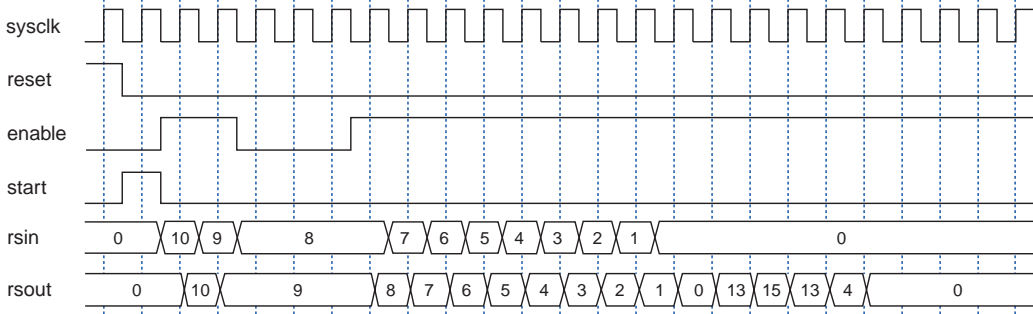 sysclk
reset
enable
start
rsin 0 10 9 8 7 6 5 4 3 2 1 0
rsout 0 10 9 8 7 6 5 4 3 2 1 0 13 15 13 4 0